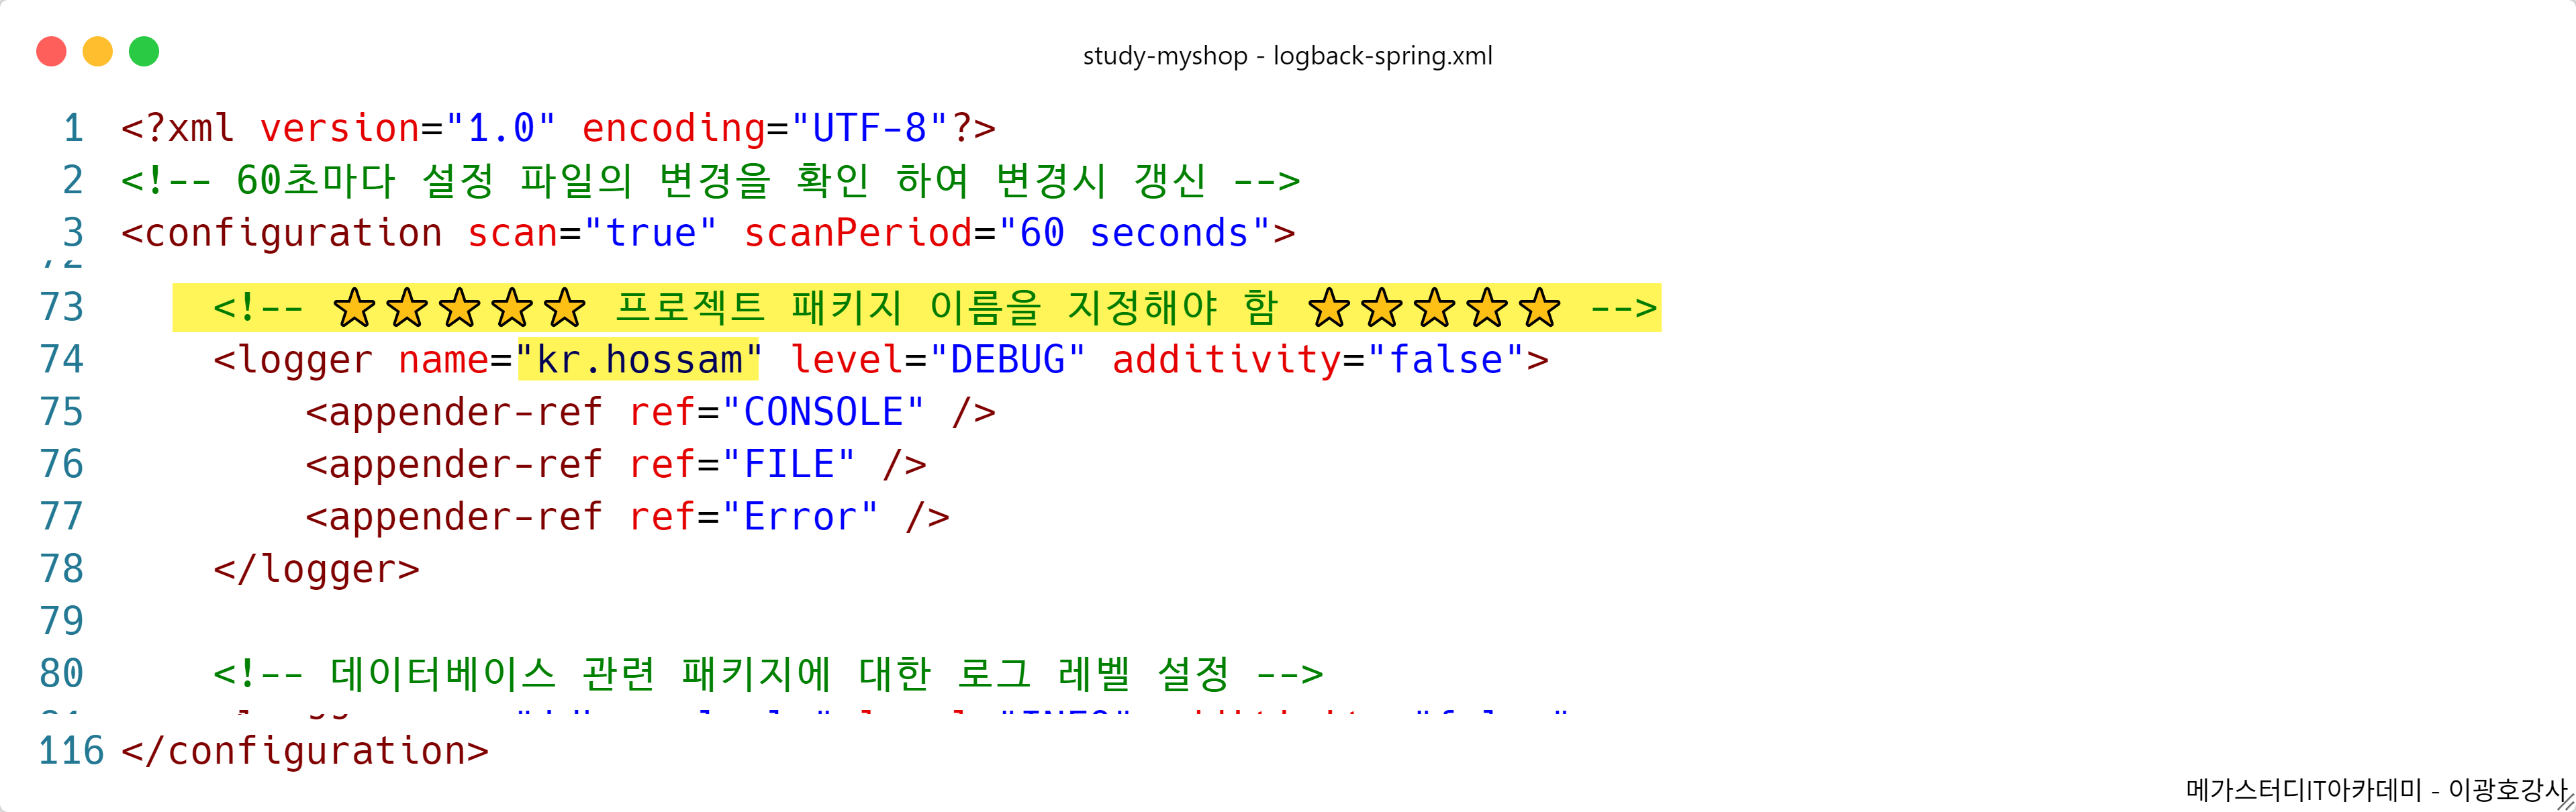 study-myshop - logback-spring.xml
1 <?xml version="1.0" encoding="UTF-8"?>
2 <!-- 60초마다 설정 파일의 변경을 확인 하여 변경시 갱신 -->
3 <configuration scan="true" scanPeriod="60 seconds">
73 <!-- ⭐⭐⭐⭐⭐ 프로젝트 패키지 이름을 지정해야 함 ⭐⭐⭐⭐⭐ -->
74 <logger name="kr.hossam" level="DEBUG" additivity="false">
75 <appender-ref ref="CONSOLE" />
76 <appender-ref ref="FILE" />
77 <appender-ref ref="Error" />
78 </logger>
79
80 <!-- 데이터베이스 관련 패키지에 대한 로그 레벨 설정 -->
116 </configuration>
메가스터디IT아카데미 - 이광호강사